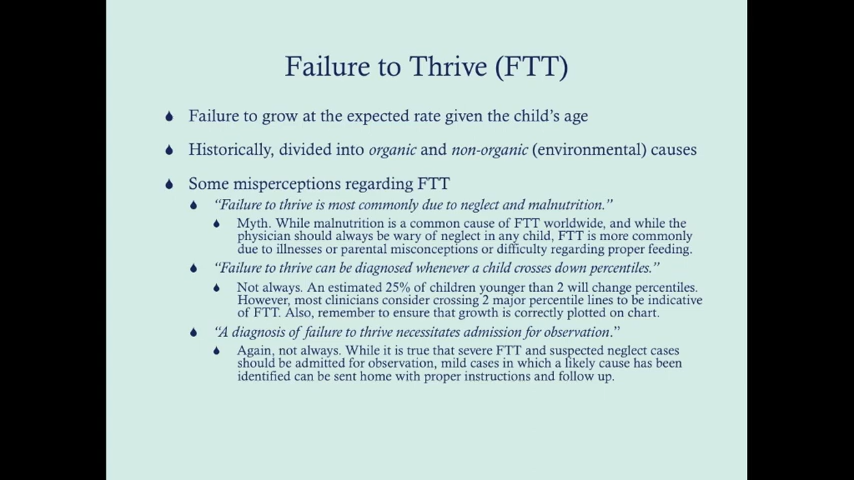 Failure to Thrive (FTT)
Failure to grow at the expected rate given the child's age
Historically, divided into organic and non-organic (environmental) causes
Some misperceptions regarding FTT
“Failure to thrive is most commonly due to neglect and malnutrition.”
Myth. While malnutrition is a common cause of FTT worldwide, and while the
physician should always be wary of neglect in any child, FTT is more commonly
due to illnesses or parental misconceptions or difficulty regarding proper feeding.
“Failure to thrive can be diagnosed whenever a child crosses down percentiles.”
Not always. An estimated 25% of children younger than 2 will change percentiles.
However, most clinicians consider crossing 2 major percentile lines to be indicative
of FTT. Also, remember to ensure that growth is correctly plotted on chart.
“A diagnosis of failure to thrive necessitates admission for observation.”
Again, not always. While it is true that severe FTT and suspected neglect cases
should be admitted for observation, mild cases in which a likely cause has been
identified can be sent home with proper instructions and follow up.